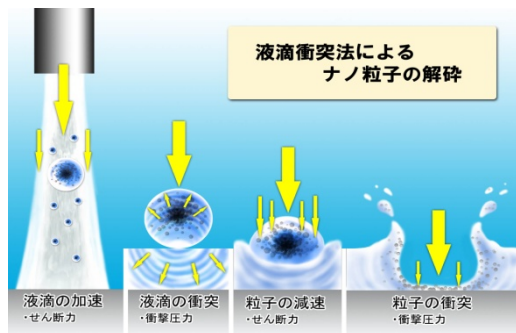 液滴衝突法による
ナノ粒子の解砕
液滴の加速
・せん断力
液滴の衝突
・衝撃圧力
粒子の減速
・せん断力
粒子の衝突
・衝撃圧力